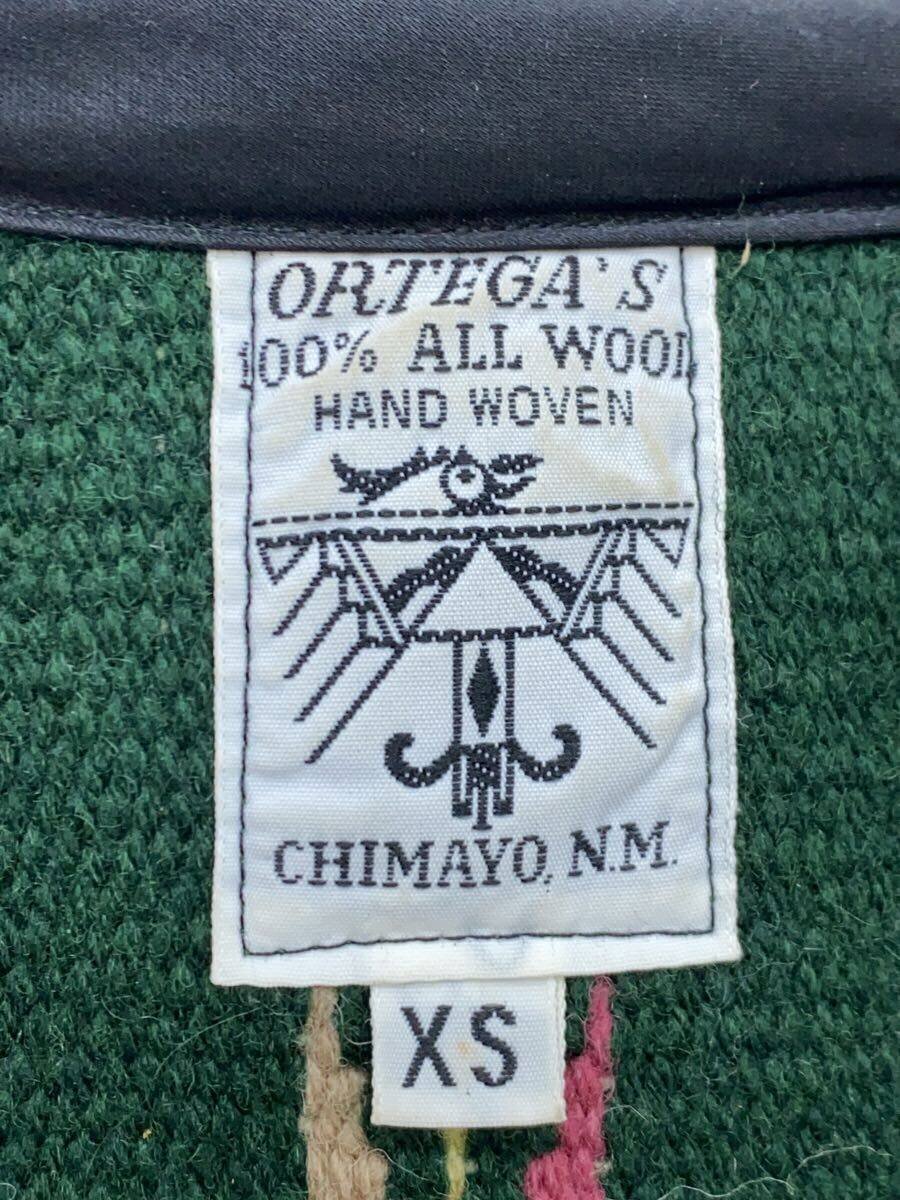 ORTEGA'S
100% ALL WOOL
HAND WOVEN
CHIMAYO, N.M.
XS